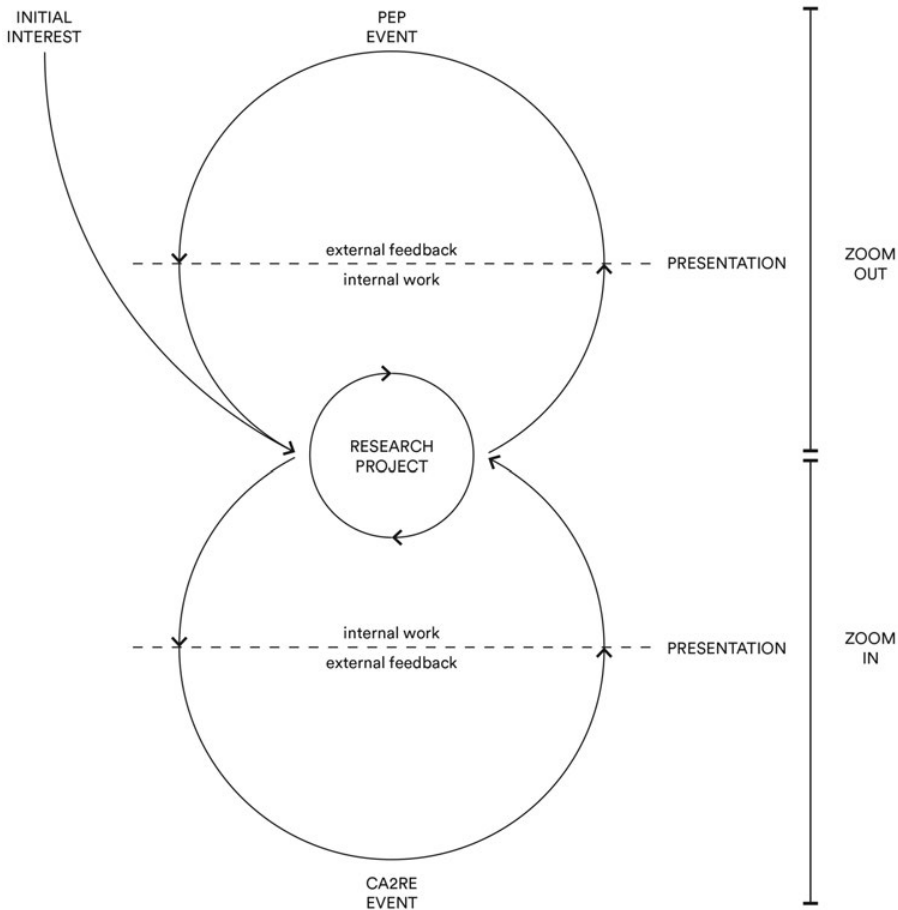 INITIAL
INTEREST
PEP
EVENT
external feedback
internal work
PRESENTATION
ZOOM
OUT
RESEARCH
PROJECT
internal work
external feedback
PRESENTATION
ZOOM
IN
CA2RE
EVENT